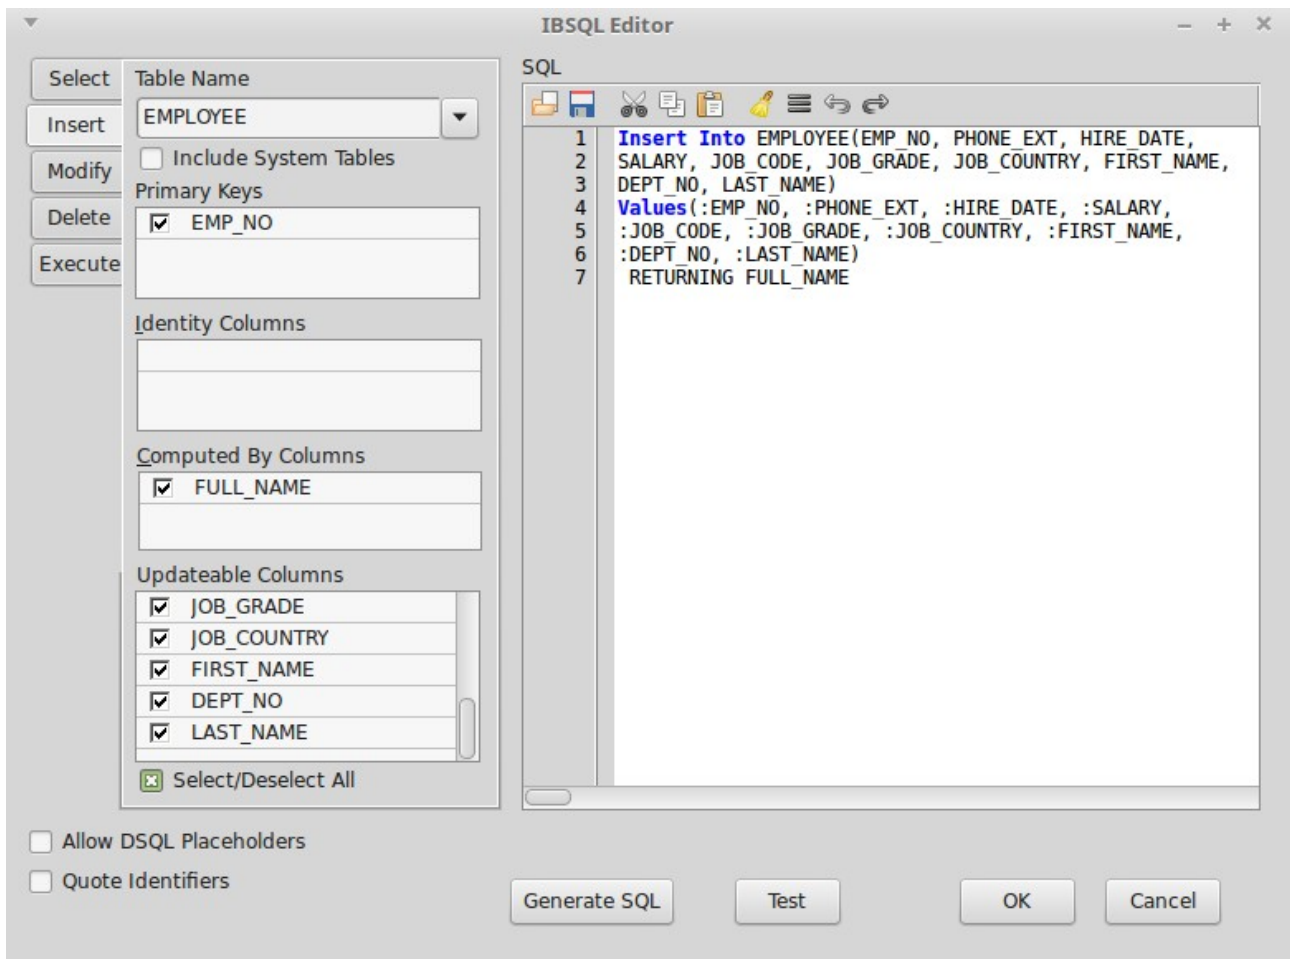 IBSQL Editor
Select
Insert
Modify
Delete
Execute
Table Name
EMPLOYEE
Include System Tables
Primary Keys
EMP_NO
Identity Columns
Computed By Columns
FULL_NAME
Updateable Columns
JOB_GRADE
JOB_COUNTRY
FIRST_NAME
DEPT_NO
LAST_NAME
Select/Deselect All
SQL
1 Insert Into EMPLOYEE(EMP_NO, PHONE_EXT, HIRE_DATE,
2 SALARY, JOB_CODE, JOB_GRADE, JOB_COUNTRY, FIRST_NAME,
3 DEPT_NO, LAST_NAME)
4 Values(:EMP_NO, :PHONE_EXT, :HIRE_DATE, :SALARY,
5 :JOB_CODE, :JOB_GRADE, :JOB_COUNTRY, :FIRST_NAME,
6 :DEPT_NO, :LAST_NAME)
7 RETURNING FULL_NAME
Allow DSQL Placeholders
Quote Identifiers
Generate SQL
Test
OK
Cancel